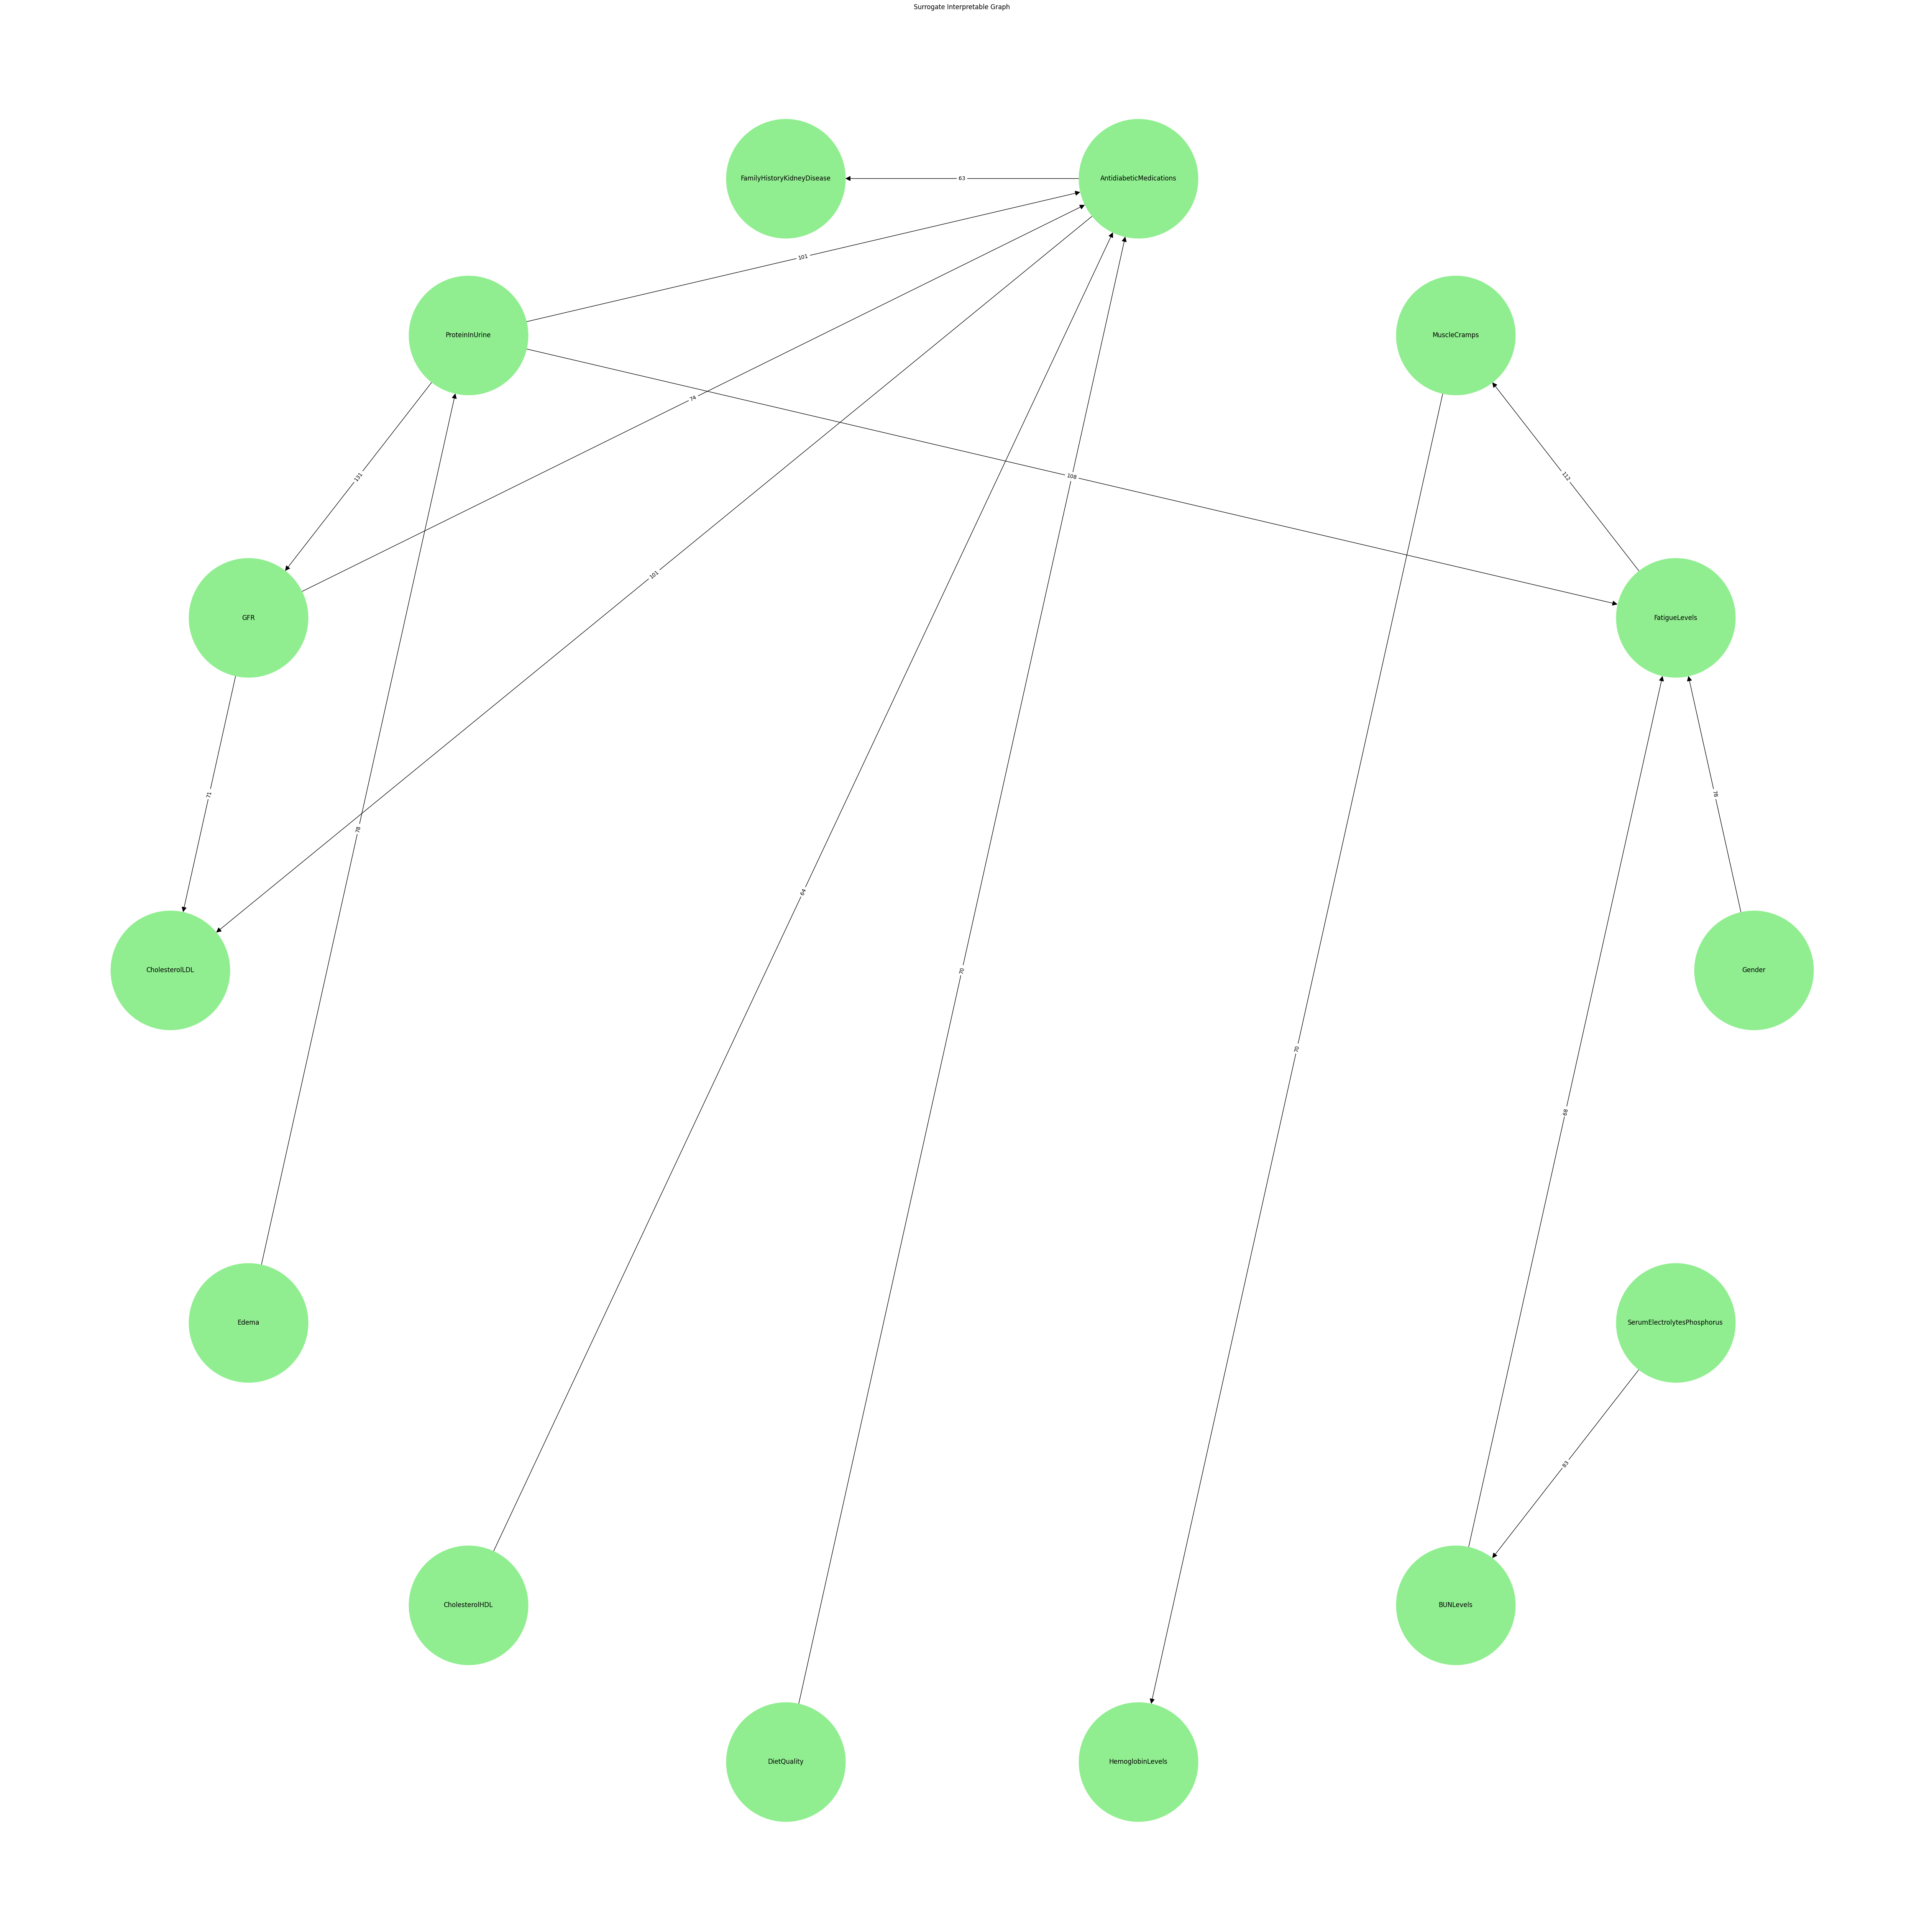 Surrogate Interpretable Graph
FamilyHistoryKidneyDisease
63
AntidiabeticMedications
101
ProteinInUrine
MuscleCramps
74
131
108
112
101
GFR
FatigueLevels
71
78
78
64
CholesterolLDL
70
Gender
70
68
Edema
SerumElectrolytesPhosphorus
83
CholesterolHDL
BUNLevels
DietQuality
HemoglobinLevels